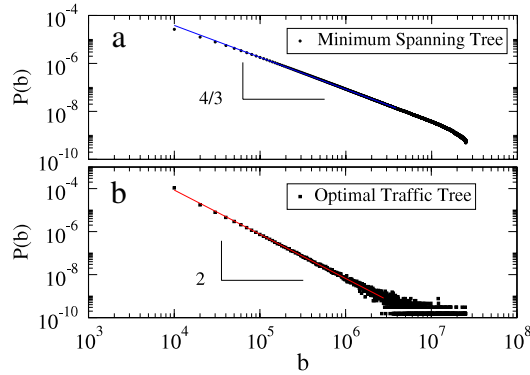 10^-4
a
Minimum Spanning Tree
10^-6
P(b)
4/3
10^-8
10^-10
10^-4
b
Optimal Traffic Tree
10^-6
P(b)
2
10^-8
10^-10
10^3 10^4 10^5 10^6 10^7 10^8
b